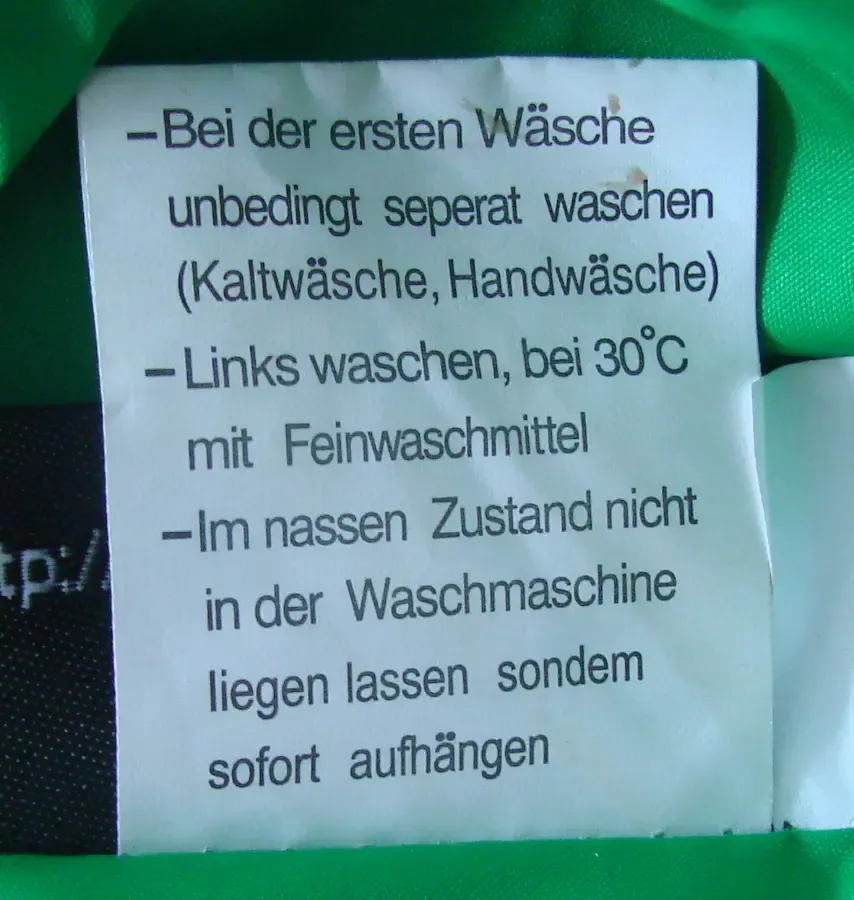 –Bei der ersten Wäsche
unbedingt seperat waschen
(Kaltwäsche, Handwäsche)
–Links waschen, bei 30°C
mit Feinwaschmittel
–Im nassen Zustand nicht
in der Waschmaschine
liegen lassen sondem
sofort aufhängen
tp:/